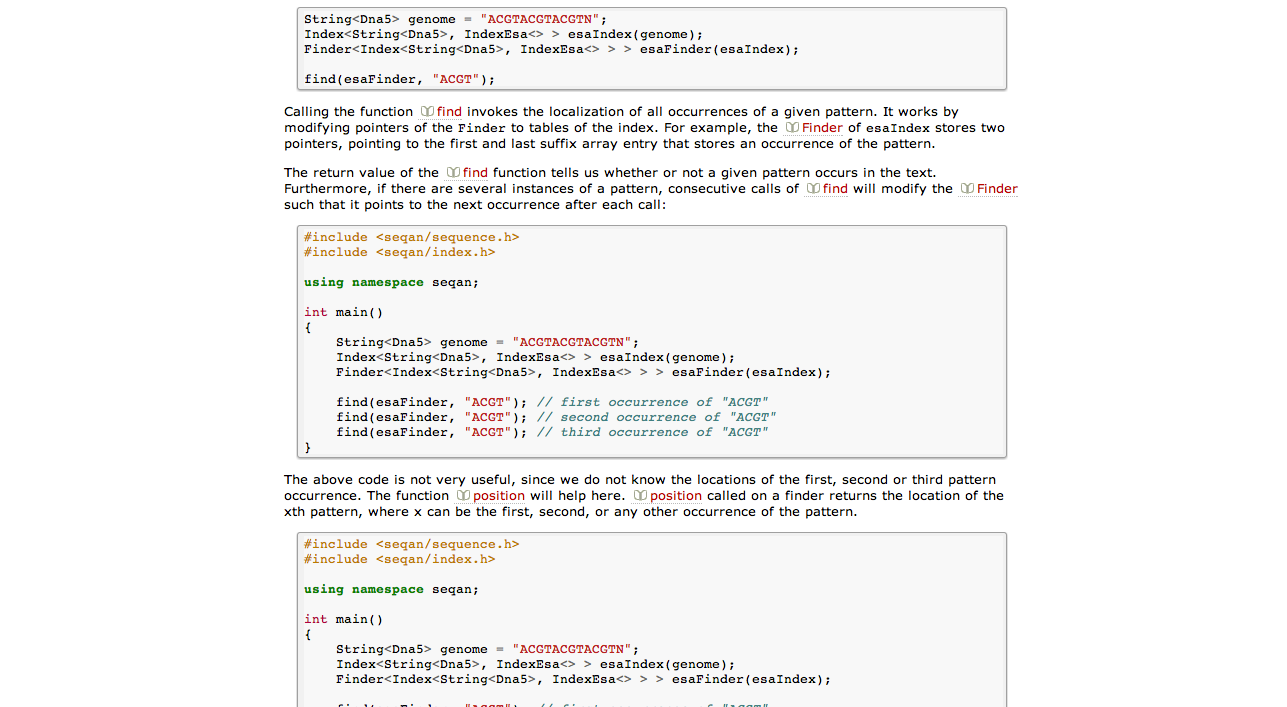 String<Dna5> genome = "ACGTACGTACGTN";
Index<String<Dna5>, IndexEsa<> > esaIndex(genome);
Finder<Index<String<Dna5>, IndexEsa<> > > esaFinder(esaIndex);

find(esaFinder, "ACGT");
Calling the function find invokes the localization of all occurrences of a given pattern. It works by
modifying pointers of the Finder to tables of the index. For example, the Finder of esaIndex stores two
pointers, pointing to the first and last suffix array entry that stores an occurrence of the pattern.
The return value of the find function tells us whether or not a given pattern occurs in the text.
Furthermore, if there are several instances of a pattern, consecutive calls of find will modify the Finder
such that it points to the next occurrence after each call:
#include <seqan/sequence.h>
#include <seqan/index.h>

using namespace seqan;

int main()
{
    String<Dna5> genome = "ACGTACGTACGTN";
    Index<String<Dna5>, IndexEsa<> > esaIndex(genome);
    Finder<Index<String<Dna5>, IndexEsa<> > > esaFinder(esaIndex);

    find(esaFinder, "ACGT"); // first occurrence of "ACGT"
    find(esaFinder, "ACGT"); // second occurrence of "ACGT"
    find(esaFinder, "ACGT"); // third occurrence of "ACGT"
}
The above code is not very useful, since we do not know the locations of the first, second or third pattern
occurrence. The function position will help here. position called on a finder returns the location of the
xth pattern, where x can be the first, second, or any other occurrence of the pattern.
#include <seqan/sequence.h>
#include <seqan/index.h>

using namespace seqan;

int main()
{
    String<Dna5> genome = "ACGTACGTACGTN";
    Index<String<Dna5>, IndexEsa<> > esaIndex(genome);
    Finder<Index<String<Dna5>, IndexEsa<> > > esaFinder(esaIndex);